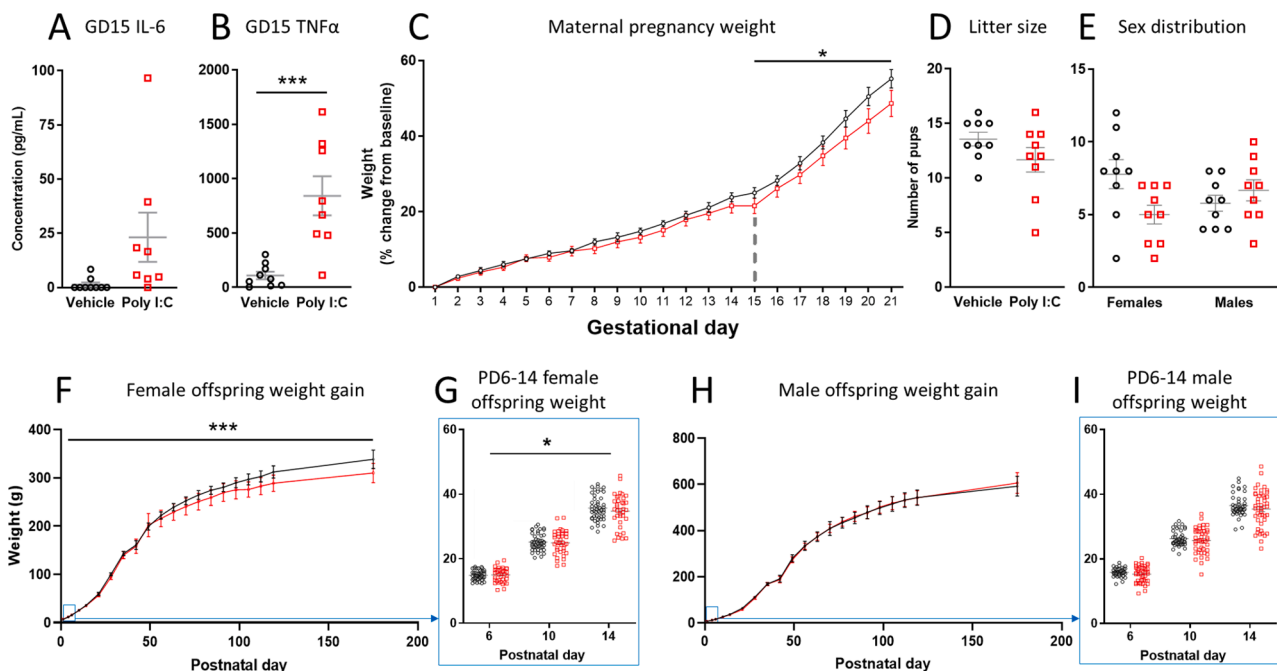 A GD15 IL-6
Concentration (pg/mL)
100
75
50
25
0
Vehicle Poly I:C
B GD15 TNFα
2000
1500
1000
500
0
***
Vehicle Poly I:C
C Maternal pregnancy weight
Weight
(% change from baseline)
60
40
20
0
*
1 2 3 4 5 6 7 8 9 10 11 12 13 14 15 16 17 18 19 20 21
Gestational day
D Litter size
Number of pups
20
15
10
5
0
Vehicle Poly I:C
E Sex distribution
15
10
5
0
Females Males
F Female offspring weight gain
Weight (g)
400
300
200
100
0
***
0 50 100 150
Postnatal day
G PD6-14 female
offspring weight
60
40
20
0
*
6 10 14
Postnatal day
H Male offspring weight gain
800
600
400
200
0
0 50 100 150
Postnatal day
I PD6-14 male
offspring weight
60
40
20
0
6 10 14
Postnatal day